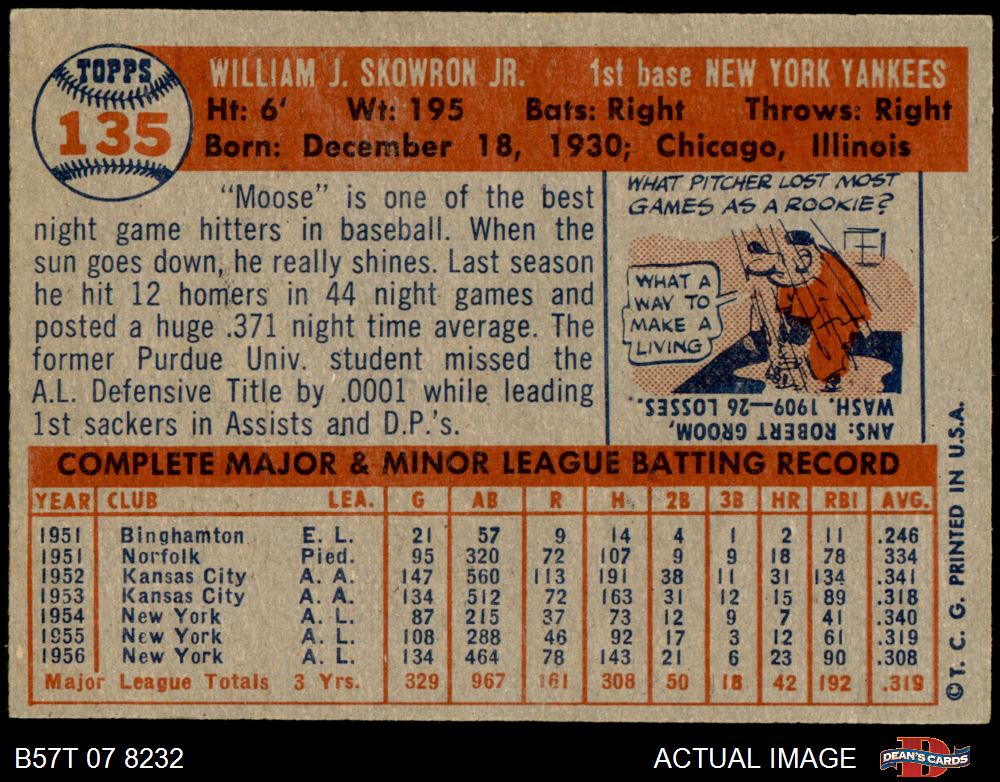 TOPPS
135
WILLIAM J. SKOWRON JR. 1st base NEW YORK YANKEES
Ht: 6' Wt: 195 Bats: Right Throws: Right
Born: December 18, 1930; Chicago, Illinois
"Moose" is one of the best
night game hitters in baseball. When the
sun goes down, he really shines. Last season
he hit 12 homers in 44 night games and
posted a huge .371 night time average. The
former Purdue Univ. student missed the
A.L. Defensive Title by .0001 while leading
1st sackers in Assists and D.P.'s.
WHAT PITCHER LOST MOST
GAMES AS A ROOKIE?
WHAT A
WAY TO
MAKE A
LIVING
ANS: ROBERT GROOM,
WASH. 1909—26 LOSSES.
COMPLETE MAJOR & MINOR LEAGUE BATTING RECORD
YEAR CLUB LEA. G AB R H 2B 3B HR RBI AVG.
1951 Binghamton E. L. 21 57 9 14 4 1 2 11 .246
1951 Norfolk Pied. 95 320 72 107 9 9 18 78 .334
1952 Kansas City A. A. 147 560 113 191 38 11 31 134 .341
1953 Kansas City A. A. 134 512 72 163 31 12 15 89 .318
1954 New York A. L. 87 215 37 73 12 9 7 41 .340
1955 New York A. L. 108 288 46 92 17 3 12 61 .319
1956 New York A. L. 134 464 78 143 21 6 23 90 .308
Major League Totals 3 Yrs. 329 967 161 308 50 18 42 192 .319
© T. C. G. PRINTED IN U.S.A.
B57T 07 8232
ACTUAL IMAGE
DEAN'S CARDS